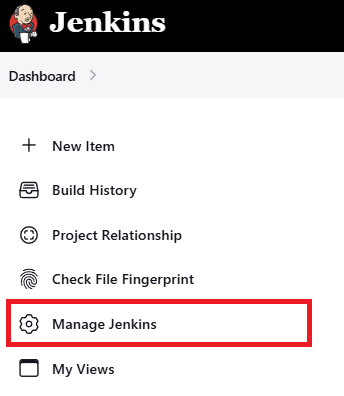 Jenkins
Dashboard
New Item
Build History
Project Relationship
Check File Fingerprint
Manage Jenkins
My Views